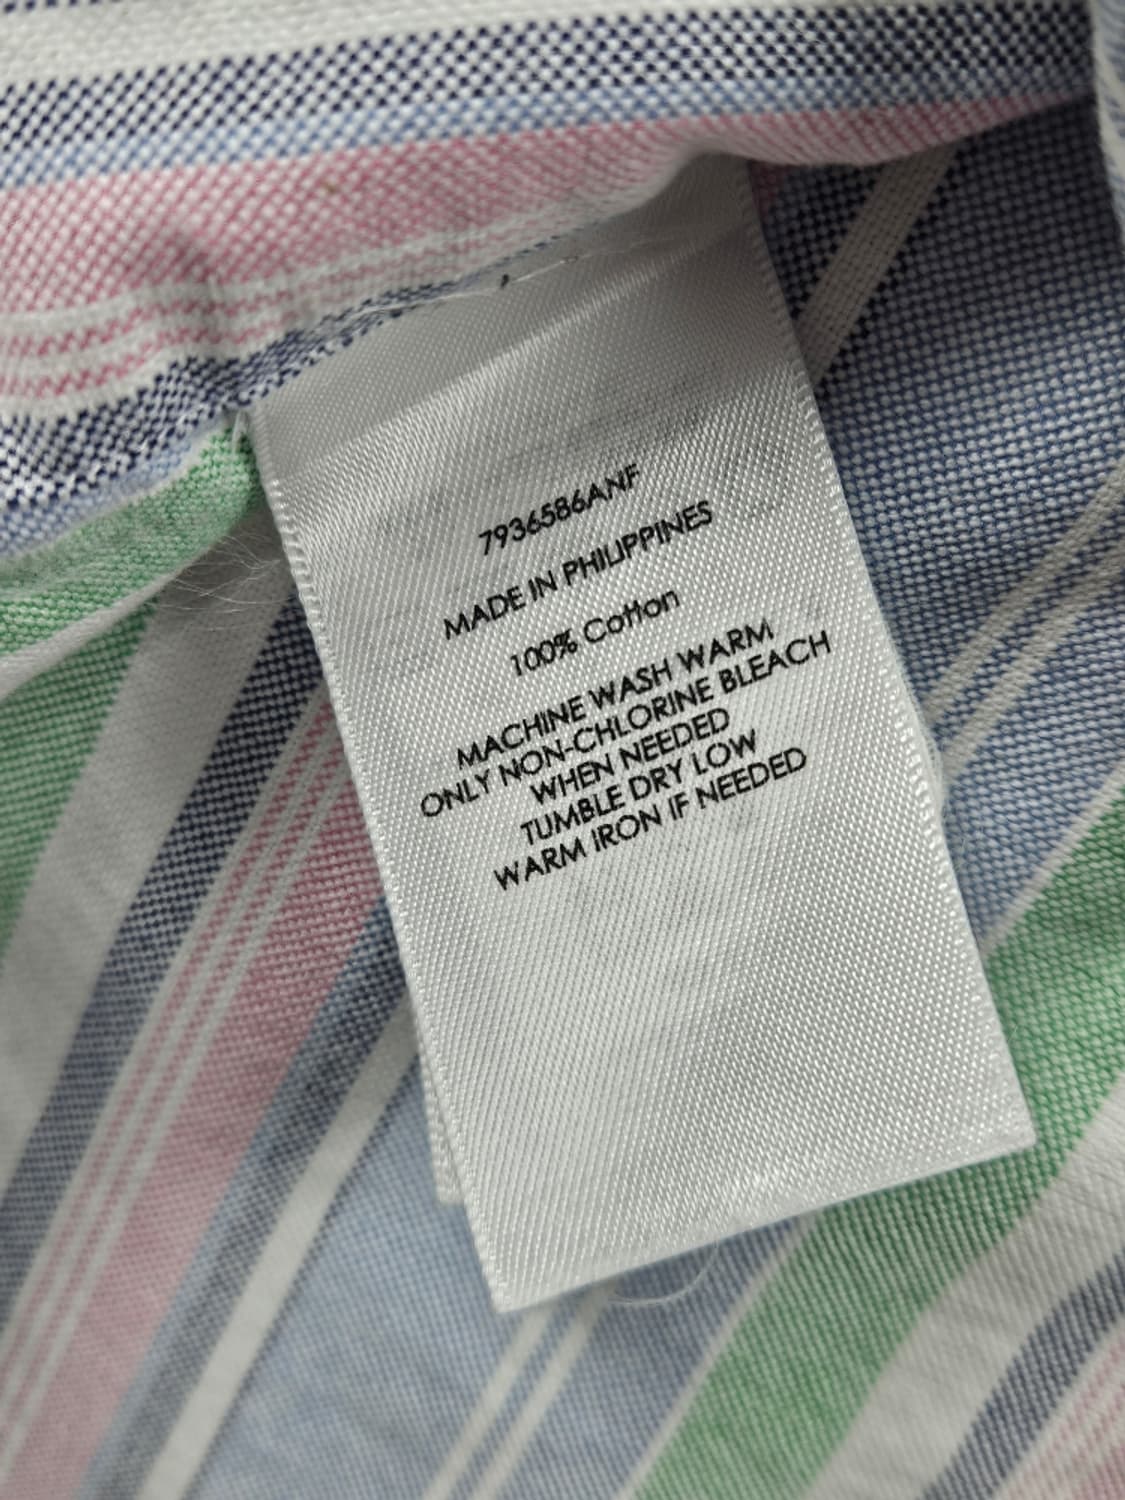 7936586ANF
MADE IN PHILIPPINES
100% Cotton
MACHINE WASH WARM
ONLY NON-CHLORINE BLEACH
WHEN NEEDED
TUMBLE DRY LOW
WARM IRON IF NEEDED